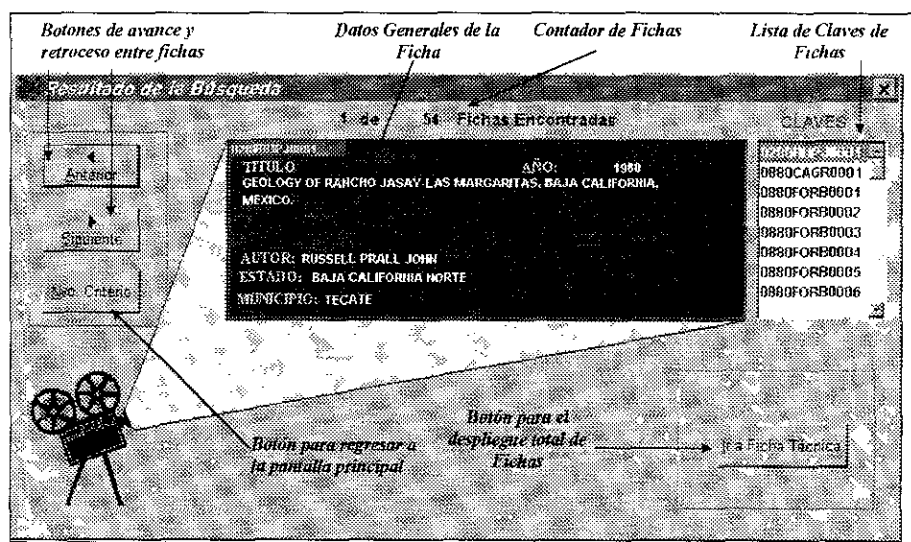 Botones de avance y
retroceso entre fichas
Datos Generales de la
Ficha
Contador de Fichas
Lista de Claves de
Fichas
Resultado de la Búsqueda
1 de 54 Fichas Encontradas
CLAVES
Anterior
Siguiente
Nvo. Criterio
TITULO AÑO: 1980
GEOLOGY OF RANCHO JASAY-LAS MARGARITAS, BAJA CALIFORNIA,
MEXICO.
AUTOR: RUSSELL PRALL JOHN
ESTADO: BAJA CALIFORNIA NORTE
MUNICIPIO: TECATE
0880CAGR0001
0880FORB0001
0880FORB0002
0880FORB0003
0880FORB0004
0880FORB0005
0880FORB0006
Botón para regresar a
la pantalla principal
Botón para el
despliegue total de
Fichas
Ir a Ficha Técnica